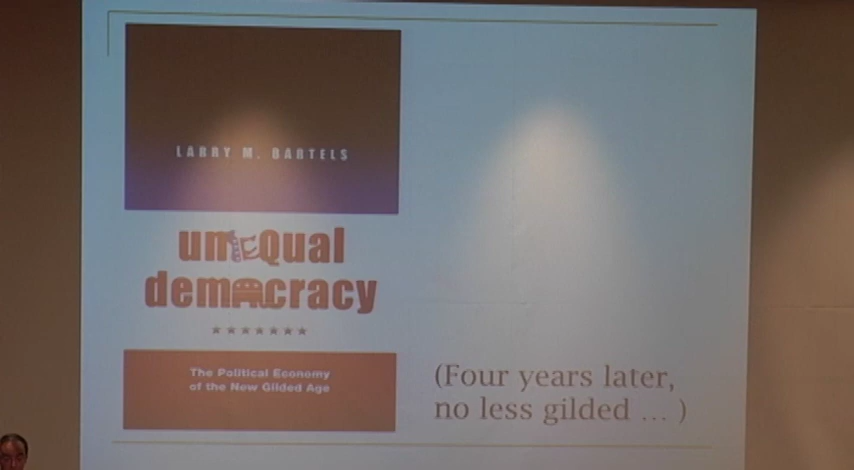 LARRY M. BARTELS
unEqual
democracy
The Political Economy
of the New Gilded Age
(Four years later,
no less gilded ... )